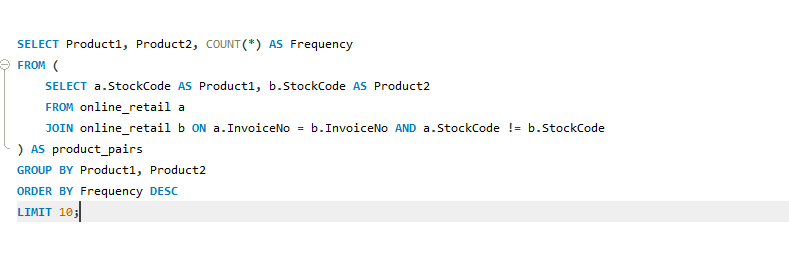 SELECT Product1, Product2, COUNT(*) AS Frequency
FROM (
    SELECT a.StockCode AS Product1, b.StockCode AS Product2
    FROM online_retail a
    JOIN online_retail b ON a.InvoiceNo = b.InvoiceNo AND a.StockCode != b.StockCode
) AS product_pairs
GROUP BY Product1, Product2
ORDER BY Frequency DESC
LIMIT 10;